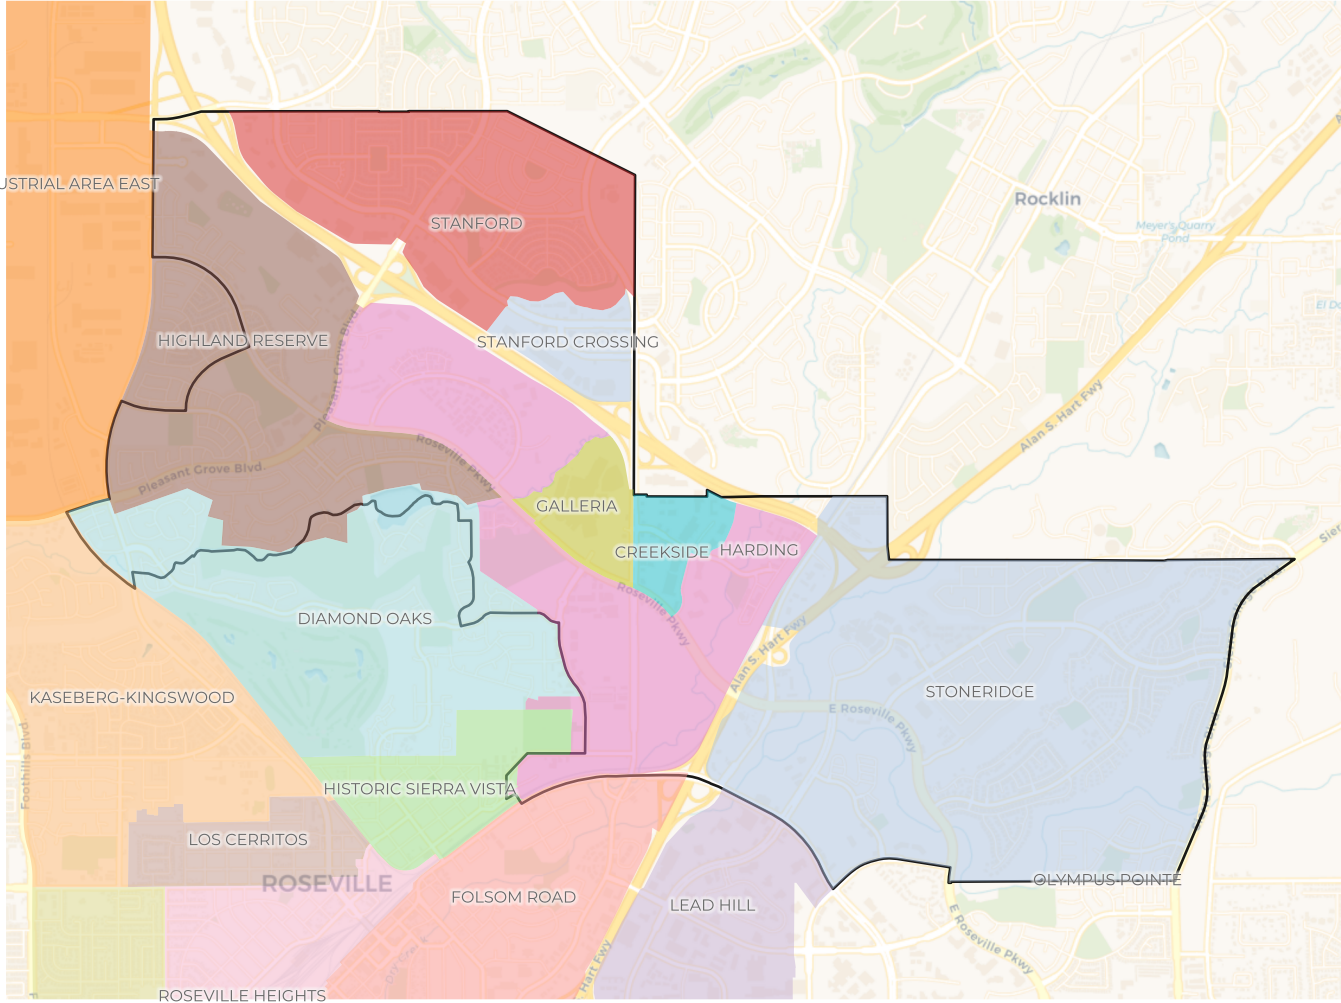 USTRIAL AREA EAST
Rocklin
STANFORD
Meyer's Quarry
Pond
El Do
HIGHLAND RESERVE
STANFORD CROSSING
Pleasant Grove Blvd
Alan S. Hart Fwy
Roseville Pkwy
Pleasant Grove Blvd
GALLERIA
CREEKSIDE
HARDING
Sier
Roseville Pkwy
DIAMOND OAKS
Alan S. Hart Fwy
KASEBERG-KINGSWOOD
STONERIDGE
E Roseville Pkwy
Foothills Blvd
HISTORIC SIERRA VISTA
LOS CERRITOS
ROSEVILLE
OLYMPUS POINTE
FOLSOM ROAD
LEAD HILL
E Roseville Pkwy
Hart Fwy
ROSEVILLE HEIGHTS